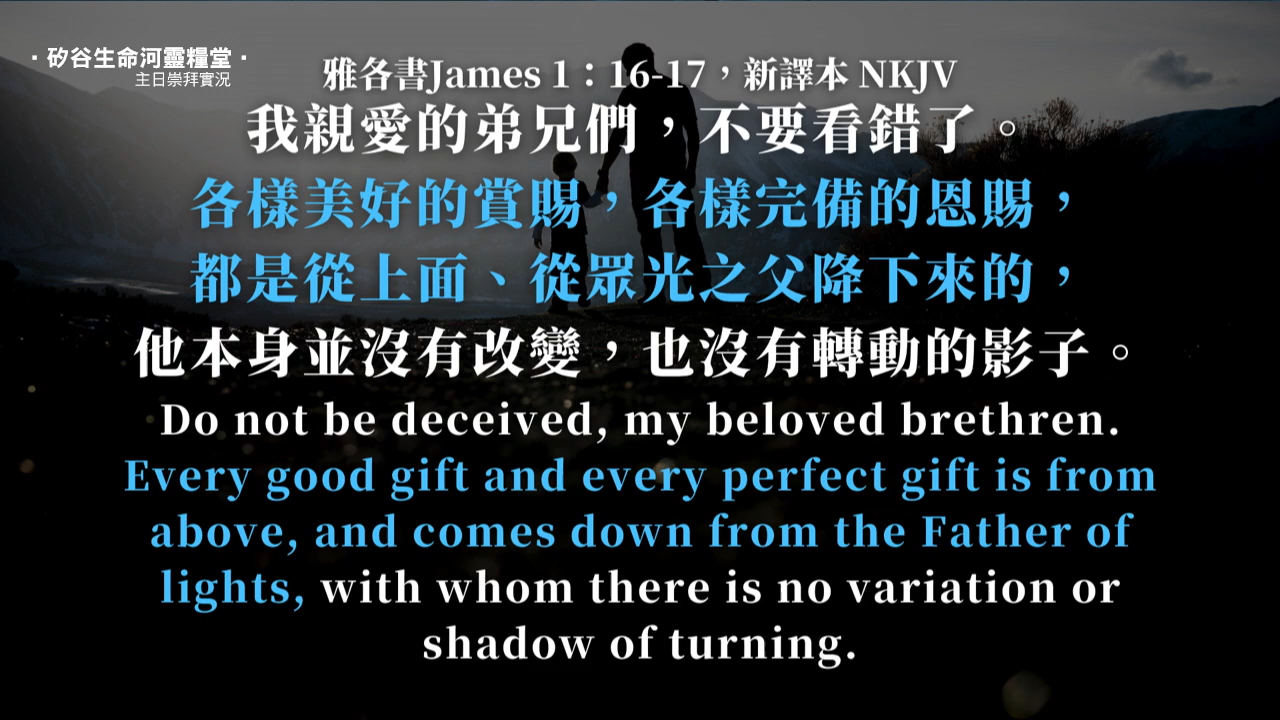 ·矽谷生命河靈糧堂·
主日崇拜實況
雅各書James 1：16-17，新譯本 NKJV
我親愛的弟兄們，不要看錯了。
各樣美好的賞賜，各樣完備的恩賜，
都是從上面、從眾光之父降下來的，
他本身並沒有改變，也沒有轉動的影子。
Do not be deceived, my beloved brethren.
Every good gift and every perfect gift is from
above, and comes down from the Father of
lights, with whom there is no variation or
shadow of turning.